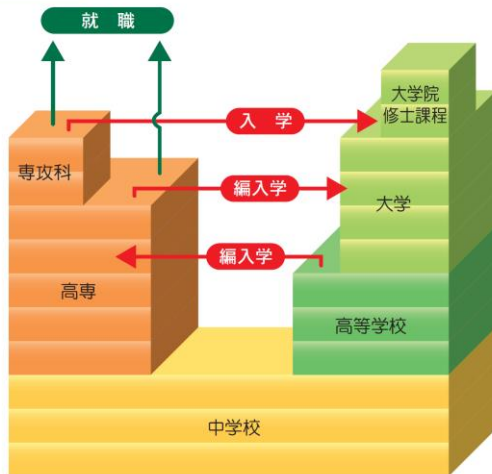 就職
大学院
修士課程
入学
専攻科
編入学
大学
編入学
高専
高等学校
中学校